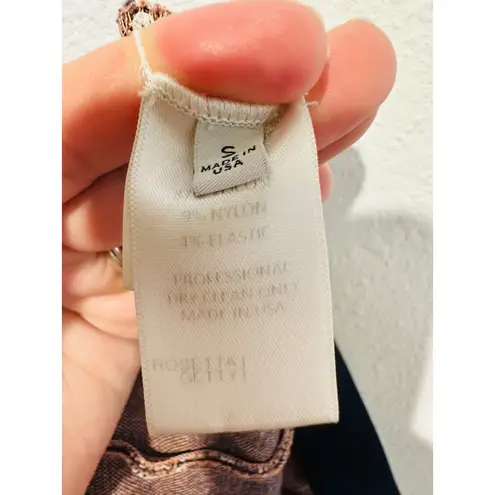 S
MADE IN
USA
9% NYLON
1% ELASTIC
PROFESSIONAL
DRY CLEAN ONLY
MADE IN USA
ROSETTA
GETTY